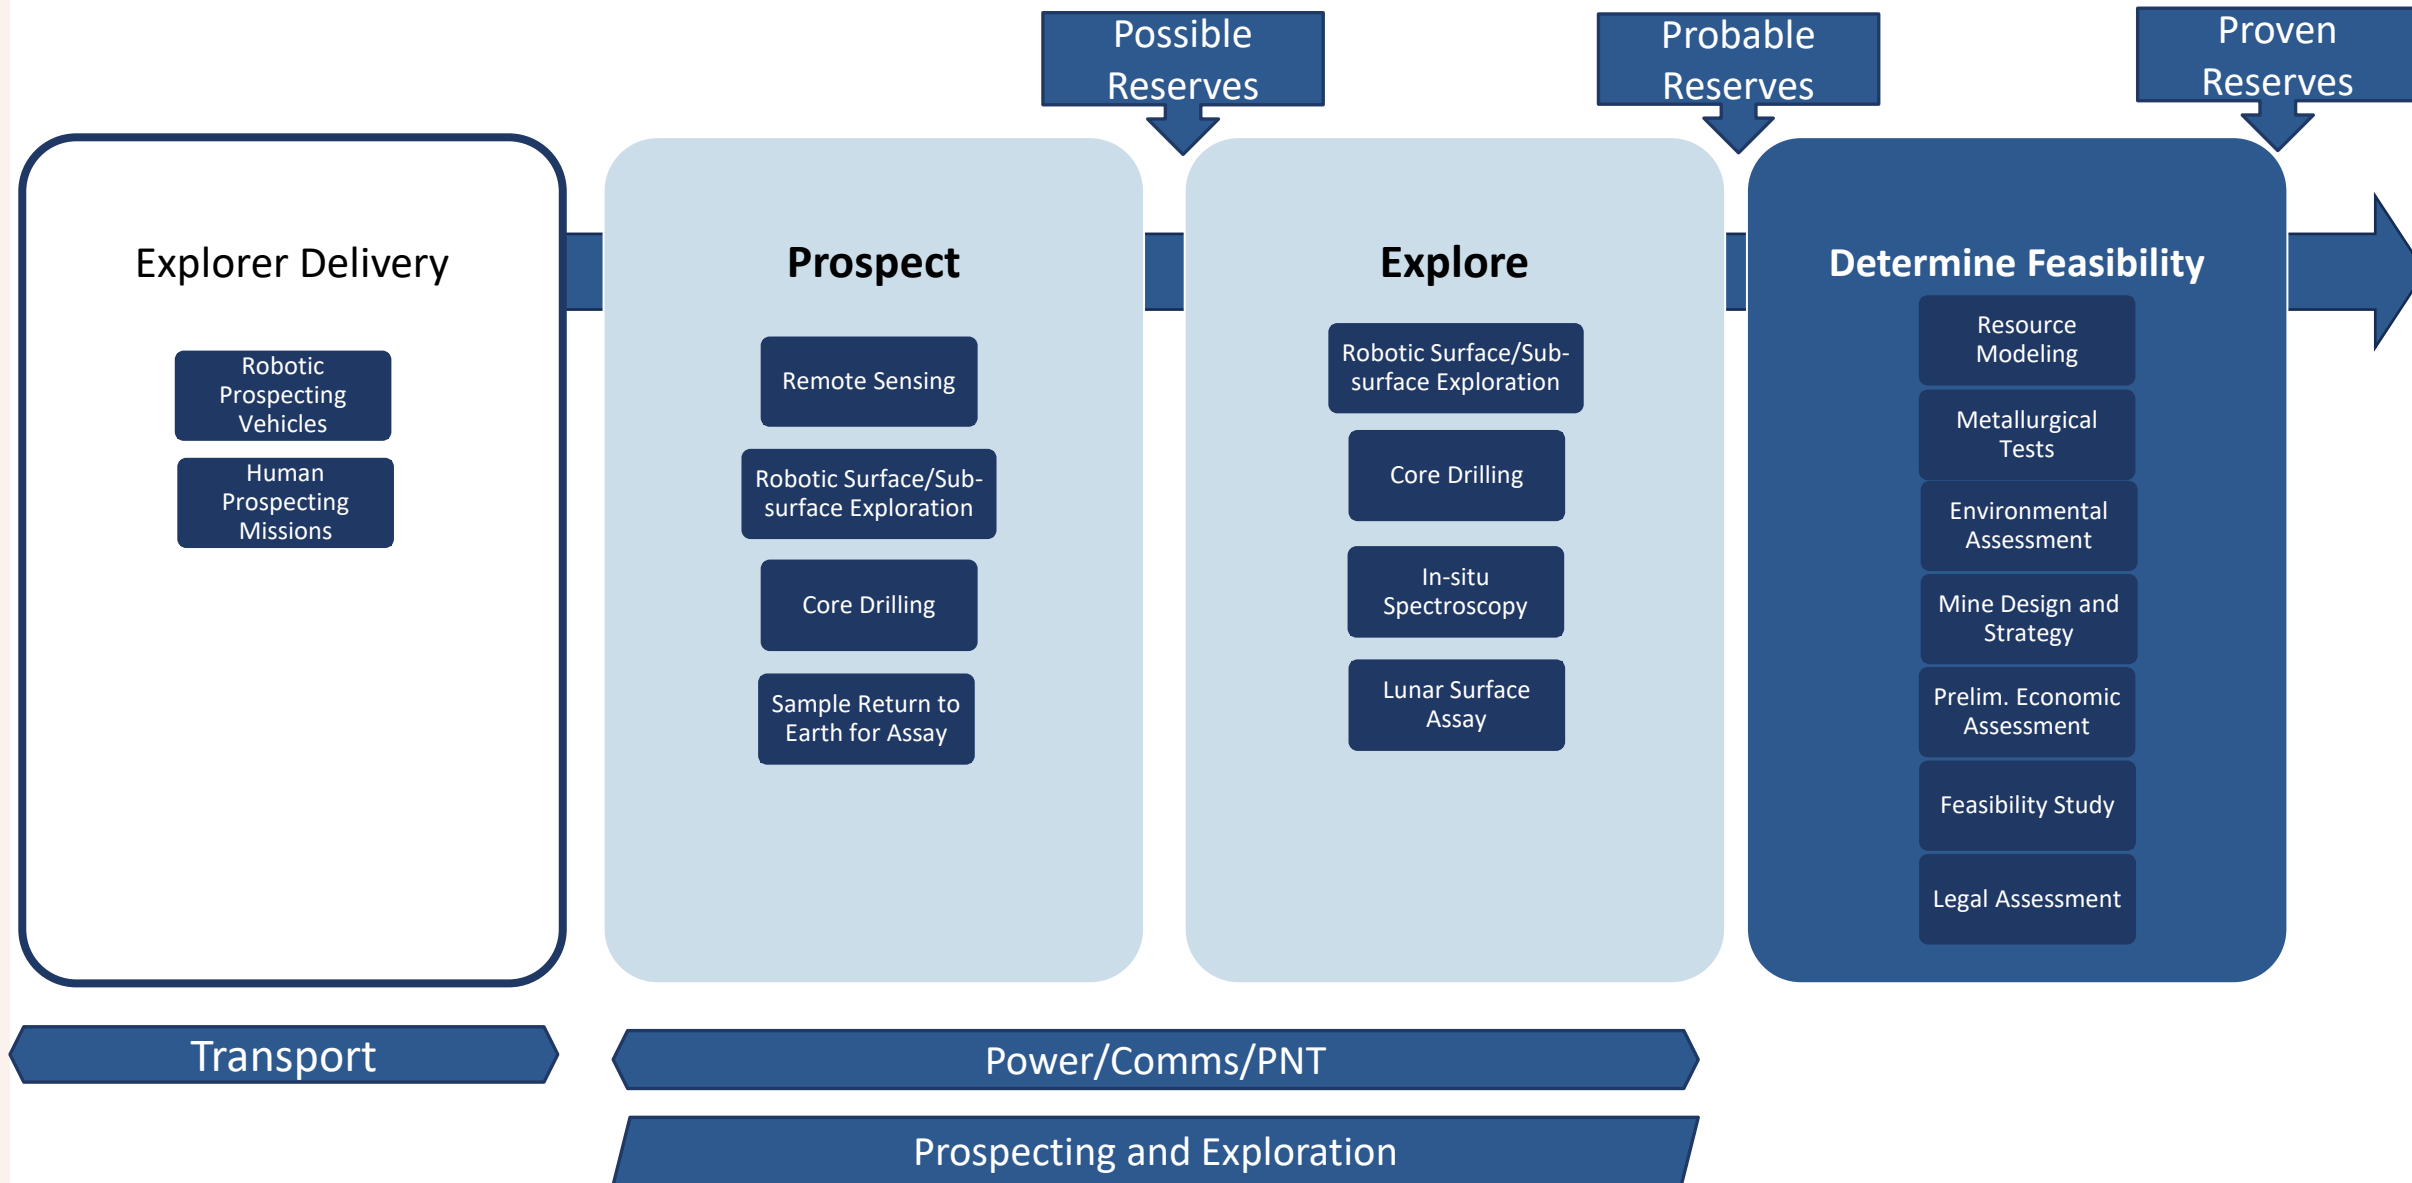 Possible
Reserves
Probable
Reserves
Proven
Reserves
Explorer Delivery
Robotic
Prospecting
Vehicles
Human
Prospecting
Missions
Prospect
Remote Sensing
Robotic Surface/Sub-
surface Exploration
Core Drilling
Sample Return to
Earth for Assay
Explore
Robotic Surface/Sub-
surface Exploration
Core Drilling
In-situ
Spectroscopy
Lunar Surface
Assay
Determine Feasibility
Resource
Modeling
Metallurgical
Tests
Environmental
Assessment
Mine Design and
Strategy
Prelim. Economic
Assessment
Feasibility Study
Legal Assessment
Transport
Power/Comms/PNT
Prospecting and Exploration